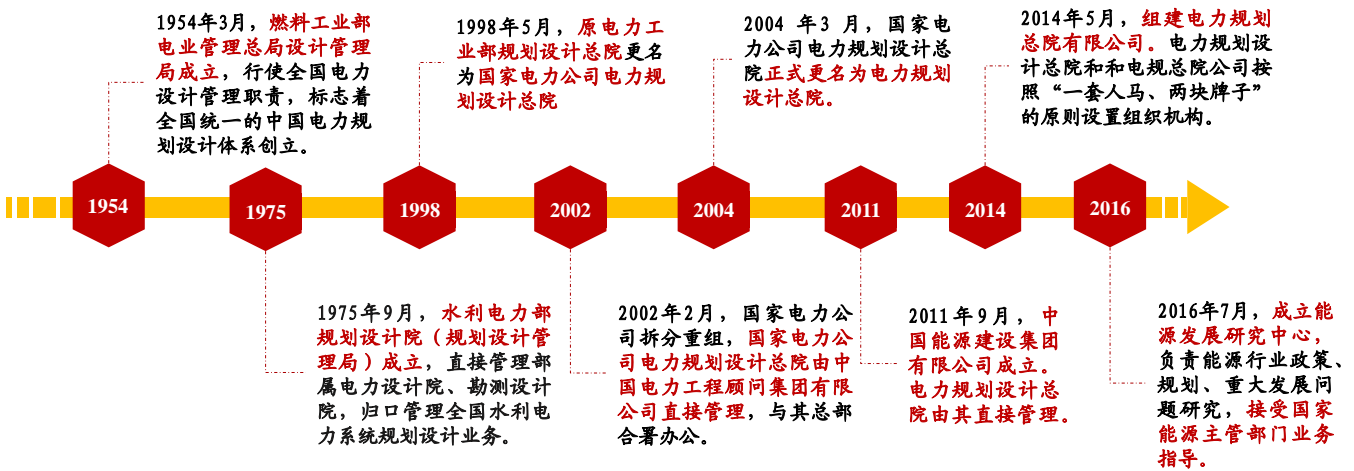 1954年3月，燃料工业部
电业管理总局设计管理
局成立，行使全国电力
设计管理职责，标志着
全国统一的中国电力规
划设计体系创立。
1998年5月，原电力工
业部规划设计总院更名
为国家电力公司电力规
划设计总院
2004 年 3 月，国家电
力公司电力规划设计总
院正式更名为电力规划
设计总院。
2014年5月，组建电力规划
总院有限公司。电力规划设
计总院和和电规总院公司按
照“一套人马、两块牌子”
的原则设置组织机构。
1954
1975
1998
2002
2004
2011
2014
2016
1975年9月，水利电力部
规划设计院（规划设计管
理局）成立，直接管理部
属电力设计院、勘测设计
院，归口管理全国水利电
力系统规划设计业务。
2002年2月，国家电力公
司拆分重组，国家电力公
司电力规划设计总院由中
国电力工程顾问集团有限
公司直接管理，与其总部
合署办公。
2011年9月，中
国能源建设集团
有限公司成立。
电力规划设计总
院由其直接管理。
2016年7月，成立能
源发展研究中心，
负责能源行业政策、
规划、重大发展问
题研究，接受国家
能源主管部门业务
指导。